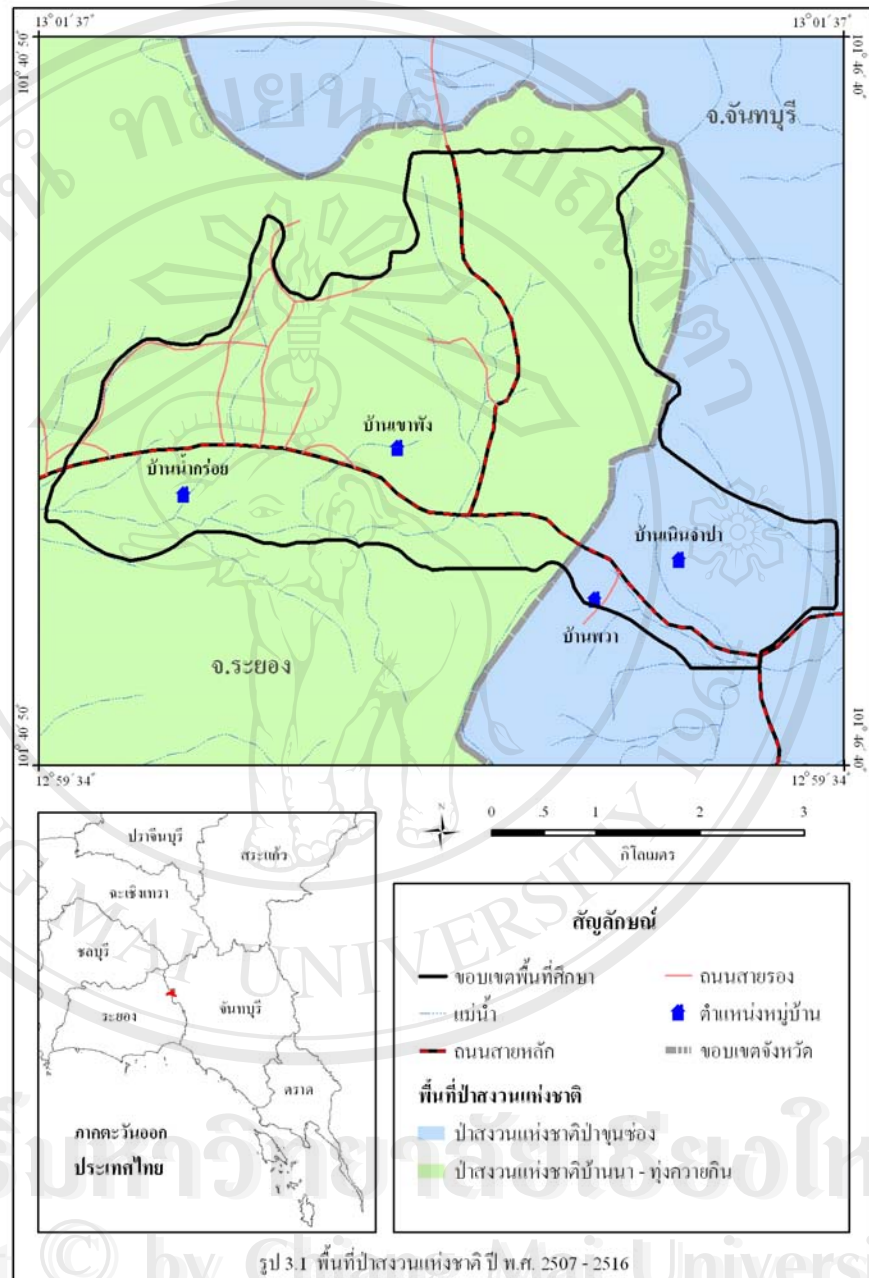 13 01' 37" 13 01' 37"
101° 40' 50" 101° 46' 40"
จ.จันทบุรี
บ้านเขาพัง
บ้านน้ำกร่อย
บ้านเนินจำปา
บ้านพวา
จ.ระยอง
101° 40' 50" 101° 46' 40"
12 59' 34" 12 59' 34"
N
0 .5 1 2 3
กิโลเมตร
ปราจีนบุรี
สระแก้ว
ฉะเชิงเทรา
ชลบุรี
ระยอง
จันทบุรี
ตราด
ภาคตะวันออก
ประเทศไทย
สัญลักษณ์
ขอบเขตพื้นที่ศึกษา
ถนนสายรอง
แม่น้ำ
ตำแหน่งหมู่บ้าน
ถนนสายหลัก
ขอบเขตจังหวัด
พื้นที่ป่าสงวนแห่งชาติ
ป่าสงวนแห่งชาติป่าขุนซ่อง
ป่าสงวนแห่งชาติบ้านนา - ทุ่งควายกิน
รูป 3.1 พื้นที่ป่าสงวนแห่งชาติ ปี พ.ศ. 2507 - 2516